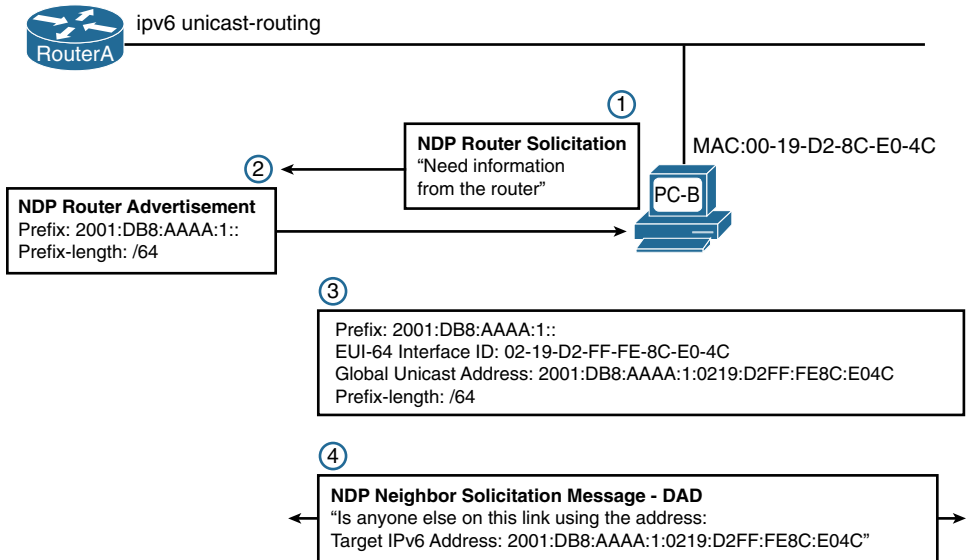 ipv6 unicast-routing
RouterA
1
NDP Router Solicitation
“Need information
from the router”
MAC:00-19-D2-8C-E0-4C
PC-B
2
NDP Router Advertisement
Prefix: 2001:DB8:AAAA:1::
Prefix-length: /64
3
Prefix: 2001:DB8:AAAA:1::
EUI-64 Interface ID: 02-19-D2-FF-FE-8C-E0-4C
Global Unicast Address: 2001:DB8:AAAA:1:0219:D2FF:FE8C:E04C
Prefix-length: /64
4
NDP Neighbor Solicitation Message - DAD
“Is anyone else on this link using the address:
Target IPv6 Address: 2001:DB8:AAAA:1:0219:D2FF:FE8C:E04C”